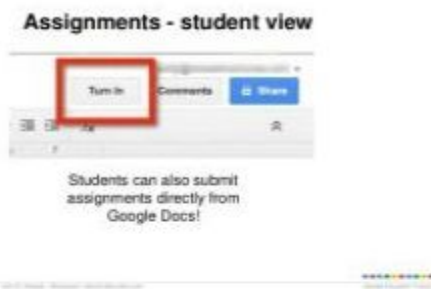 Assignments - student view
Turn In Comments Share
Students can also submit
assignments directly from
Google Docs!